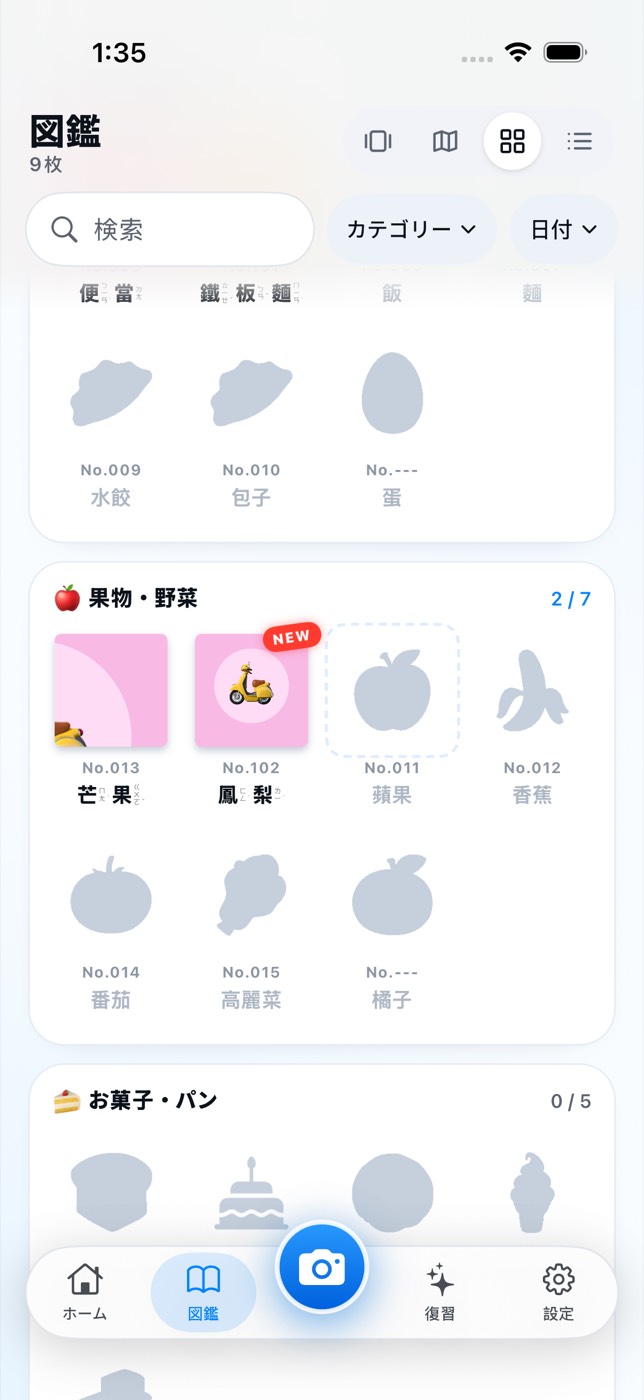 1:35
図鑑
9枚
検索
カテゴリー
日付
便當
鐵板麵
飯
麵
No.009
No.010
No.---
水餃
包子
蛋
果物・野菜
2 / 7
NEW
No.013
No.102
No.011
No.012
芒果
鳳梨
蘋果
香蕉
No.014
No.015
No.---
番茄
高麗菜
橘子
お菓子・パン
0 / 5
ホーム
図鑑
復習
設定